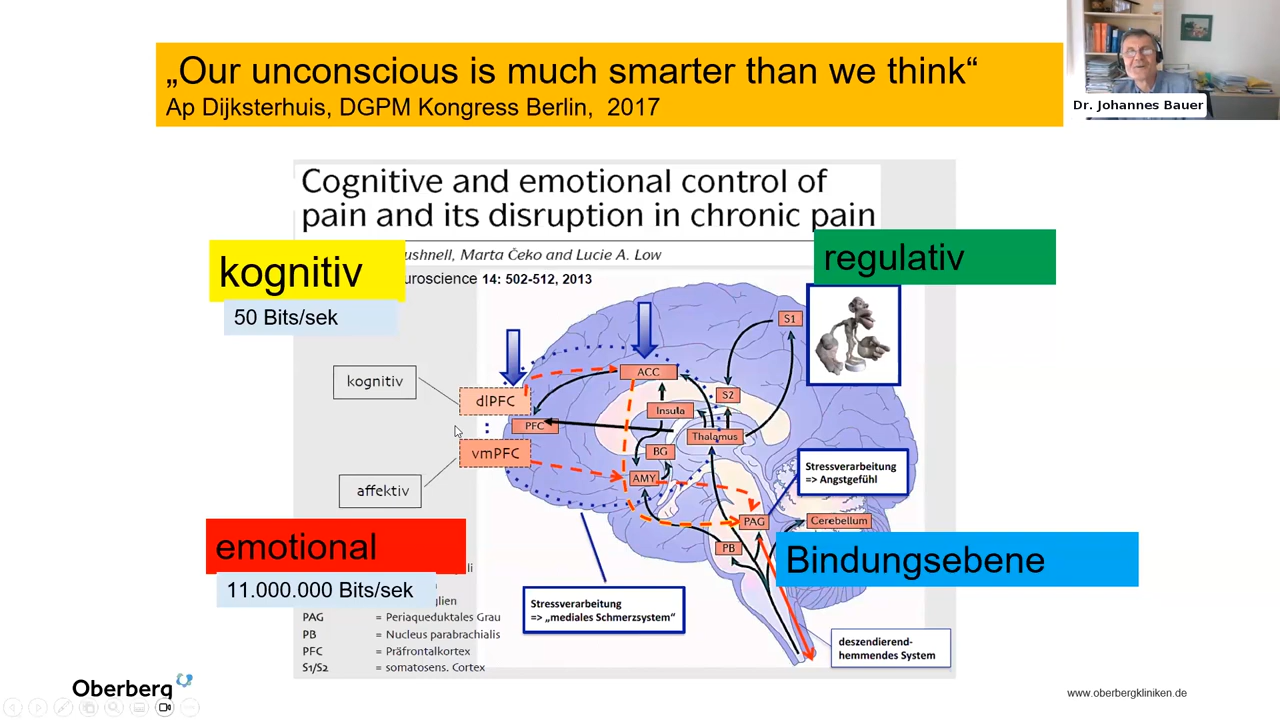 „Our unconscious is much smarter than we think“
Ap Dijksterhuis, DGPM Kongress Berlin, 2017
Dr. Johannes Bauer
Cognitive and emotional control of
pain and its disruption in chronic pain
ushnell, Marta Čeko and Lucie A. Low
uroscience 14: 502-512, 2013
kognitiv
50 Bits/sek
regulativ
S1
ACC
kognitiv
dlPFC
S2
Insula
PFC
Thalamus
BG
vmPFC
AMY
Stressverarbeitung
=> Angstgefühl
affektiv
PAG
Cerebellum
PB
emotional
11.000.000 Bits/sek
Bindungsebene
li
lien
PAG = Periaqueduktales Grau
PB = Nucleus parabrachialis
PFC = Präfrontalkortex
S1/S2 = somatosens. Cortex
Stressverarbeitung
=> „mediales Schmerzsystem“
deszendierend-
hemmendes System
Oberberg
www.oberbergkliniken.de